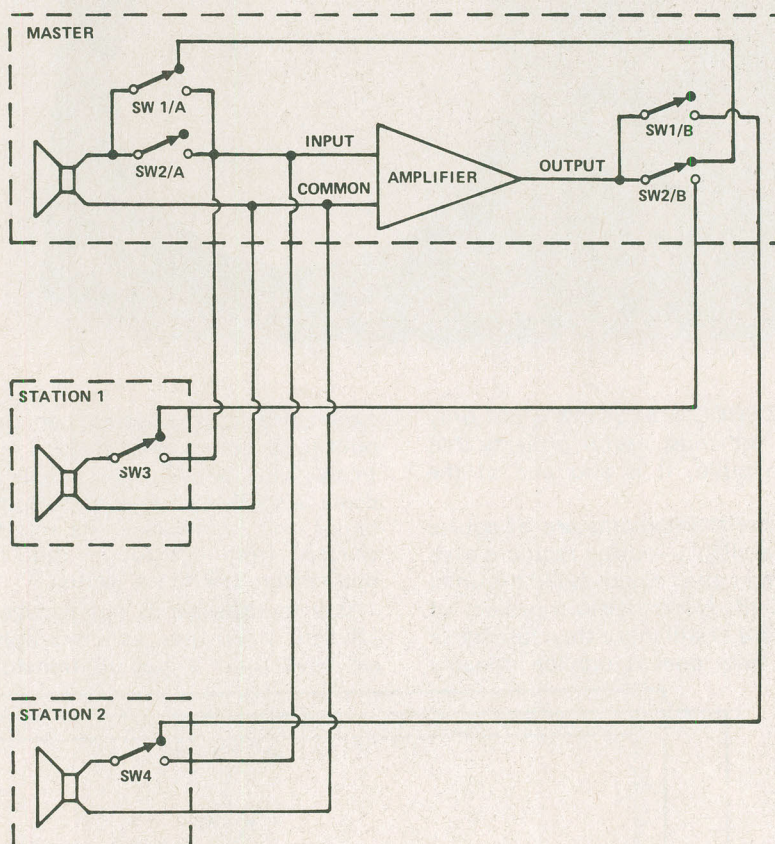 MASTER
SW 1/A
SW2/A
INPUT
COMMON
AMPLIFIER
OUTPUT
SW1/B
SW2/B
STATION 1
SW3
STATION 2
SW4